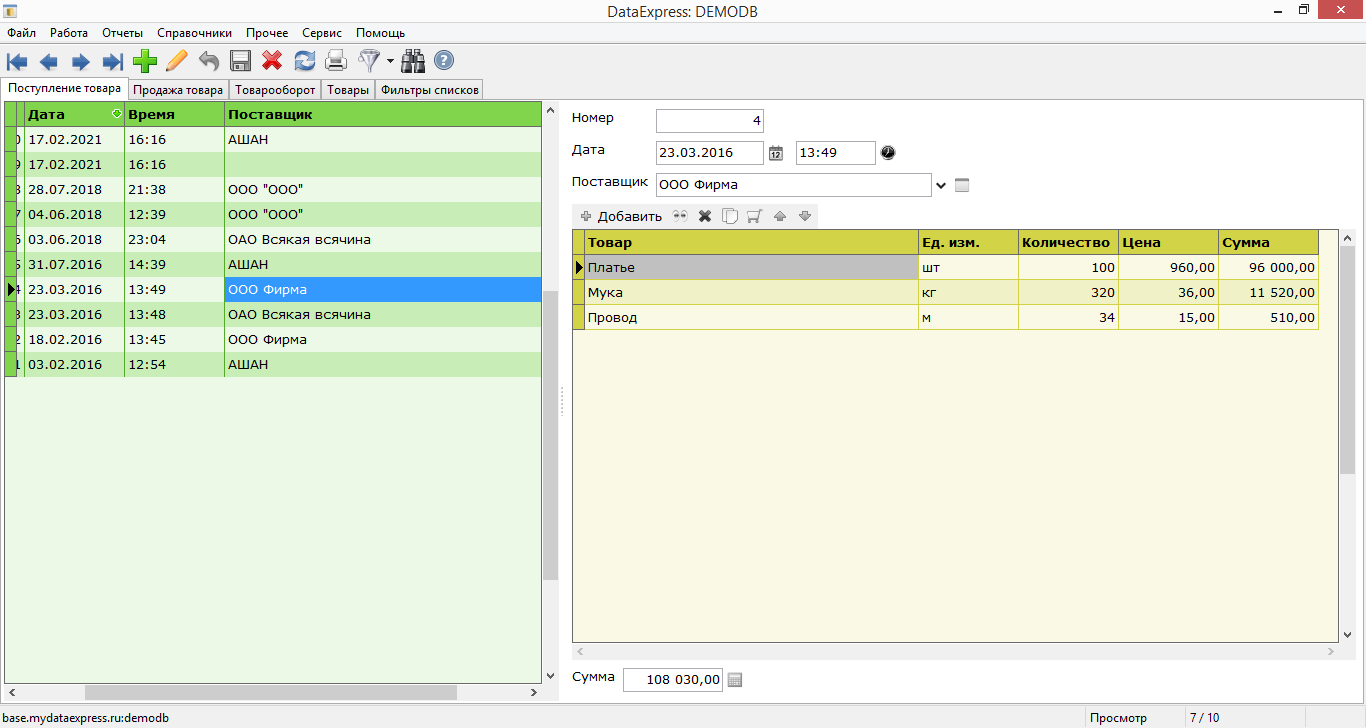 DataExpress: DEMODB
Файл Работа Отчеты Справочники Прочее Сервис Помощь
Поступление товара Продажа товара Товарооборот Товары Фильтры списков
Дата Время Поставщик
0 17.02.2021 16:16 АШАН
9 17.02.2021 16:16
8 28.07.2018 21:38 ООО "ООО"
7 04.06.2018 12:39 ООО "ООО"
6 03.06.2018 23:04 ОАО Всякая всячина
5 31.07.2016 14:39 АШАН
4 23.03.2016 13:49 ООО Фирма
3 23.03.2016 13:48 ОАО Всякая всячина
2 18.02.2016 13:45 ООО Фирма
1 03.02.2016 12:54 АШАН
Номер 4
Дата 23.03.2016 12 13:49
Поставщик ООО Фирма
Добавить
Товар Ед. изм. Количество Цена Сумма
Платье шт 100 960,00 96 000,00
Мука кг 320 36,00 11 520,00
Провод м 34 15,00 510,00
Сумма 108 030,00
base.mydataexpress.ru:demodb Просмотр 7 / 10